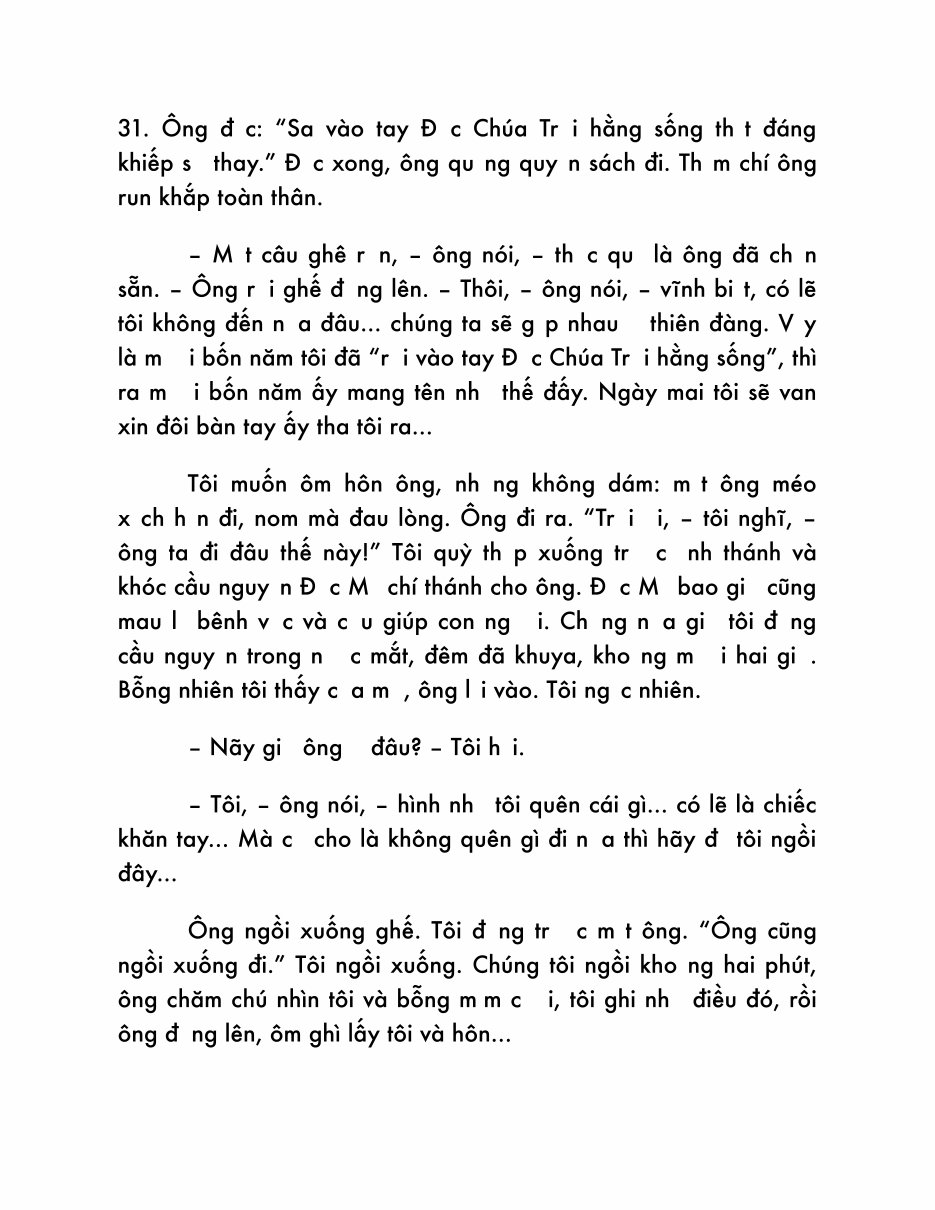 31. Ông đ c: “Sa vào tay Đ c Chúa Tr i hằng sống th t đáng
khiếp s thay.” Đ c xong, ông qu ng quy n sách đi. Th m chí ông
run khắp toàn thân.
– M t câu ghê r n, – ông nói, – th c qu là ông đã ch n
sẵn. – Ông r i ghế đ ng lên. – Thôi, – ông nói, – vĩnh bi t, có lẽ
tôi không đến n a đâu... chúng ta sẽ g p nhau thiên đàng. V y
là m i bốn năm tôi đã “r i vào tay Đ c Chúa Tr i hằng sống”, thì
ra m i bốn năm ấy mang tên nh thế đấy. Ngày mai tôi sẽ van
xin đôi bàn tay ấy tha tôi ra...
Tôi muốn ôm hôn ông, nh ng không dám: m t ông méo
x ch h n đi, nom mà đau lòng. Ông đi ra. “Tr i i, – tôi nghĩ, –
ông ta đi đâu thế này!” Tôi quỳ th p xuống tr c nh thánh và
khóc cầu nguy n Đ c M chí thánh cho ông. Đ c M bao gi cũng
mau l bênh v c và c u giúp con ng i. Ch ng n a gi tôi đ ng
cầu nguy n trong n c mắt, đêm đã khuya, kho ng m i hai gi .
Bỗng nhiên tôi thấy c a m , ông l i vào. Tôi ng c nhiên.
– Nãy gi ông đâu? – Tôi h i.
– Tôi, – ông nói, – hình nh tôi quên cái gì... có lẽ là chiếc
khăn tay... Mà c cho là không quên gì đi n a thì hãy đ tôi ngồi
đây...
Ông ngồi xuống ghế. Tôi đ ng tr c m t ông. “Ông cũng
ngồi xuống đi.” Tôi ngồi xuống. Chúng tôi ngồi kho ng hai phút,
ông chăm chú nhìn tôi và bỗng m m c i, tôi ghi nh điều đó, rồi
ông đ ng lên, ôm ghì lấy tôi và hôn...